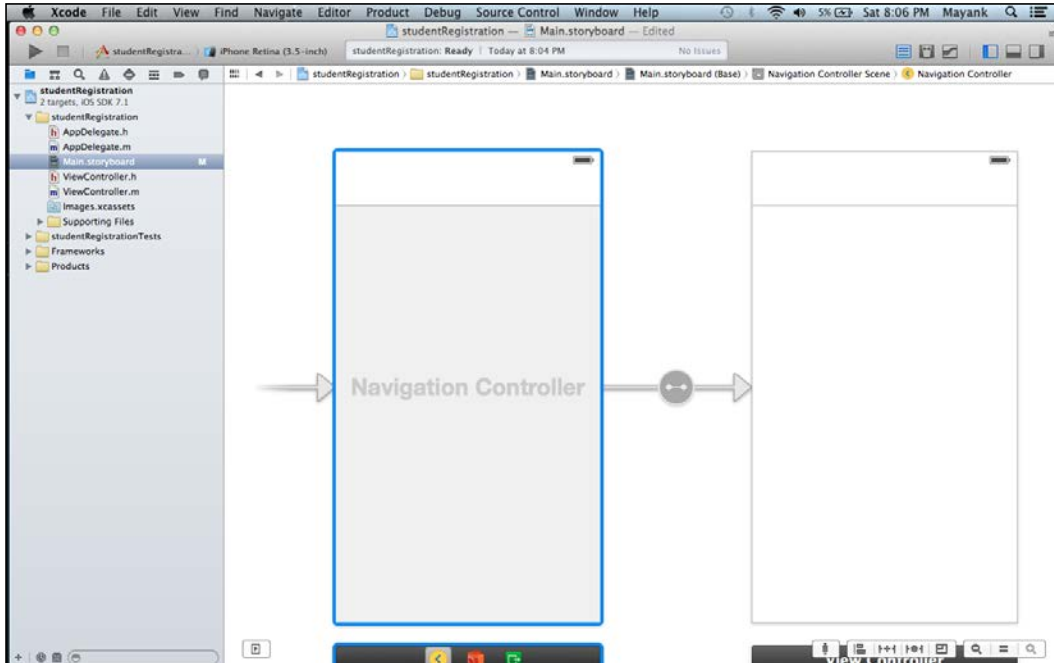 Xcode File Edit View Find Navigate Editor Product Debug Source Control Window Help 5% Sat 8:06 PM Mayank
studentRegistration — Main.storyboard — Edited
studentRegistra... iPhone Retina (3.5-inch) studentRegistration: Ready | Today at 8:04 PM No Issues
studentRegistration studentRegistration Main.storyboard Main.storyboard (Base) Navigation Controller Scene Navigation Controller
studentRegistration
2 targets, iOS SDK 7.1
studentRegistration
h AppDelegate.h
m AppDelegate.m
Main.storyboard M
h ViewController.h
m ViewController.m
Images.xcassets
Supporting Files
studentRegistrationTests
Frameworks
Products
Navigation Controller
View Controller